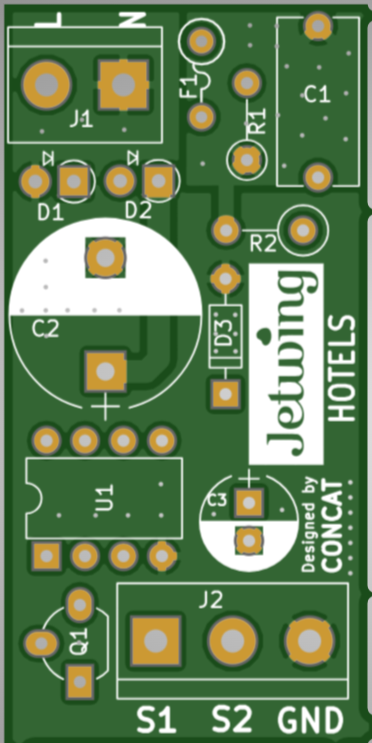 L
N
J1
F1
R1
C1
D1
D2
R2
C2
D3
Jetwing
HOTELS
U1
C3
Designed by
CONCAT
Q1
J2
S1
S2
GND